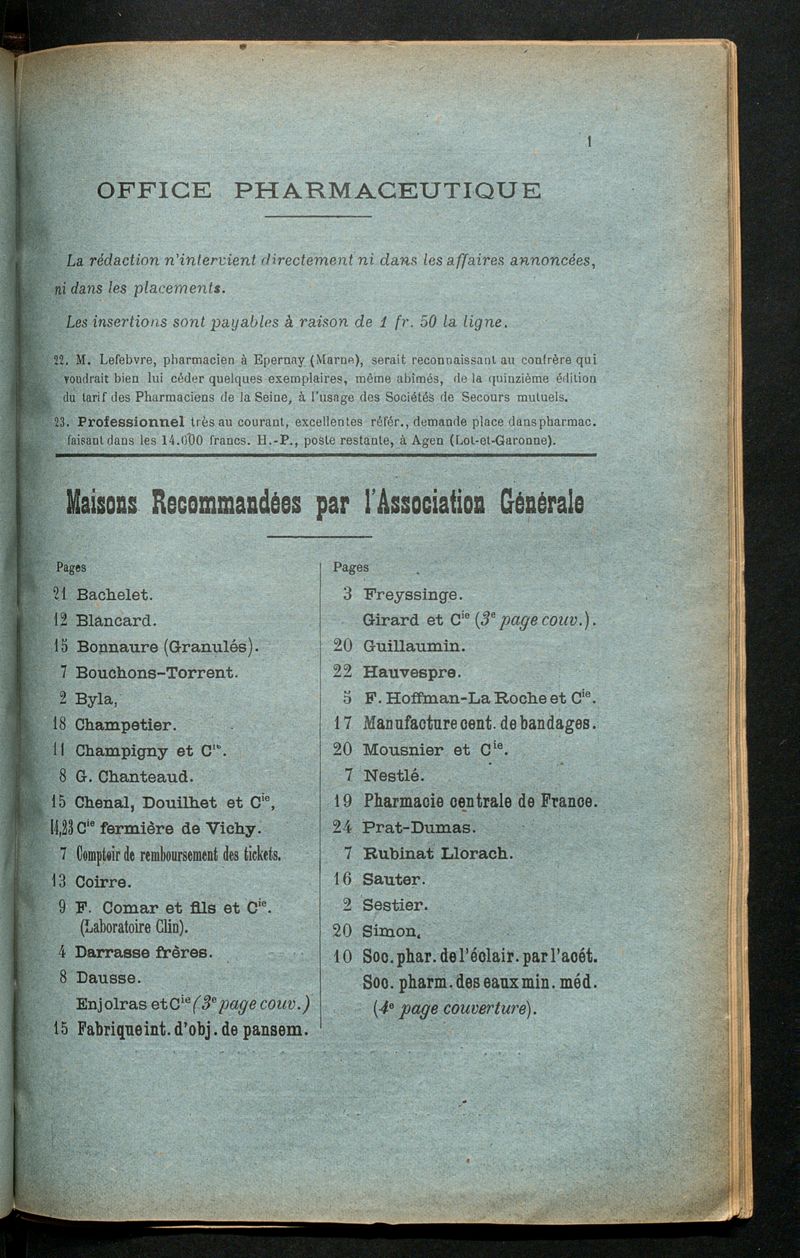 1
OFFICE PHARMACEUTIQUE
La rédaction n'intervient directement ni dans les affaires annoncées,
ni dans les placements.
Les insertions sont payables à raison de 1 fr. 50 la ligne.
22. M. Lefebvre, pharmacien à Epernay (Marne), serait reconnaissant au confrère qui
voudrait bien lui céder quelques exemplaires, même abimés, de la quinzième édition
du tarif des Pharmaciens de la Seine, à l'usage des Sociétés de Secours mutuels.
23. Professionnel très au courant, excellentes référ., demande place dans pharmac.
faisant dans les 14.000 francs. H.-P., poste restante, à Agen (Lot-et-Garonne).
Maisons Recommandées par l'Association Générale
Pages
21 Bachelet.
12 Blancard.
15 Bonnaure (Granulés).
7 Bouchons-Torrent.
2 Byla,
18 Champetier.
11 Champigny et Cie.
8 G. Chanteaud.
15 Chenal, Douilhet et Cie,
14,23 Cie fermière de Vichy.
7 Comptoir de remboursement des tickets.
13 Coirre.
9 F. Comar et fils et Cie.
(Laboratoire Clin).
4 Darrasse frères.
8 Dausse.
Enjolras et Cie (3e page couv.)
15 Fabrique int. d'obj. de pansem.
Pages
3 Freyssinge.
Girard et Cie (3e page couv.).
20 Guillaumin.
22 Hauvespre.
5 F. Hoffman-La Roche et Cie.
17 Manufacture cent. de bandages.
20 Mousnier et Cie.
7 Nestlé.
19 Pharmacie centrale de France.
24 Prat-Dumas.
7 Rubinat Llorach.
16 Sauter.
2 Sestier.
20 Simon.
10 Soc. phar. de l'éclair. par l'acét.
Soc. pharm. des eaux min. méd.
(4e page couverture).